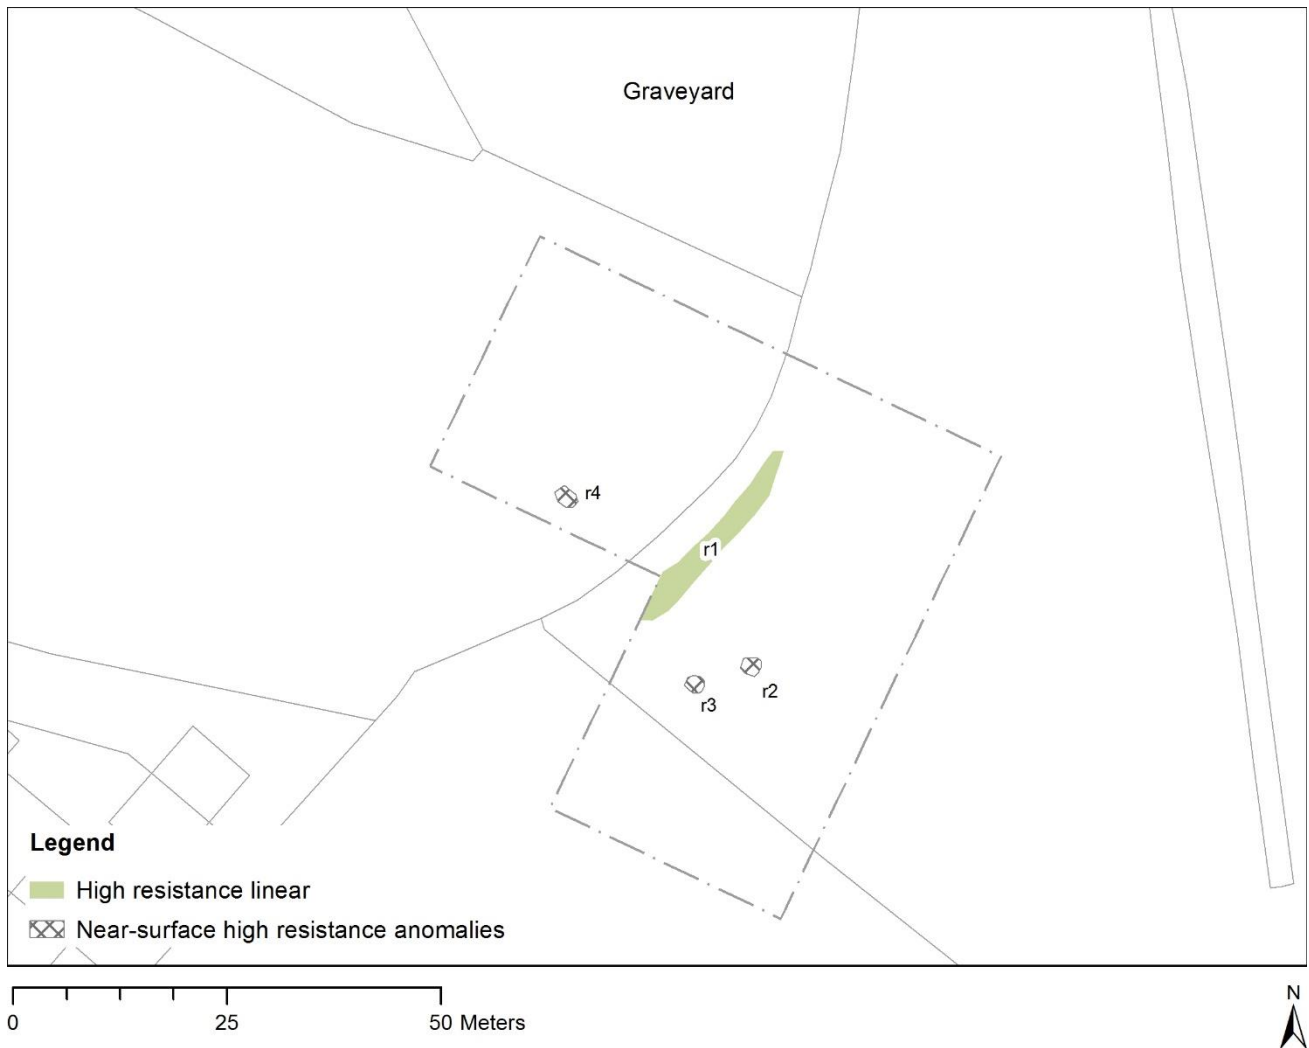 Graveyard
r4
r1
r2
r3
Legend
High resistance linear
Near-surface high resistance anomalies
0 25 50 Meters
N